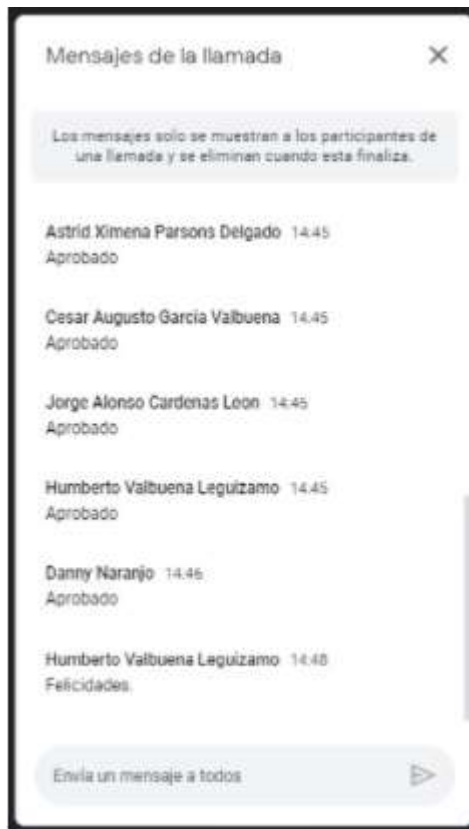 Mensajes de la llamada
Los mensajes solo se muestran a los participantes de
una llamada y se eliminan cuando esta finaliza.
Astrid Ximena Parsons Delgado 14:45
Aprobado
Cesar Augusto Garcia Valbuena 14:45
Aprobado
Jorge Alonso Cardenas Leon 14:45
Aprobado
Humberto Valbuena Leguizamo 14:45
Aprobado
Danny Naranjo 14:46
Aprobado
Humberto Valbuena Leguizamo 14:48
Felicidades.
Envía un mensaje a todos